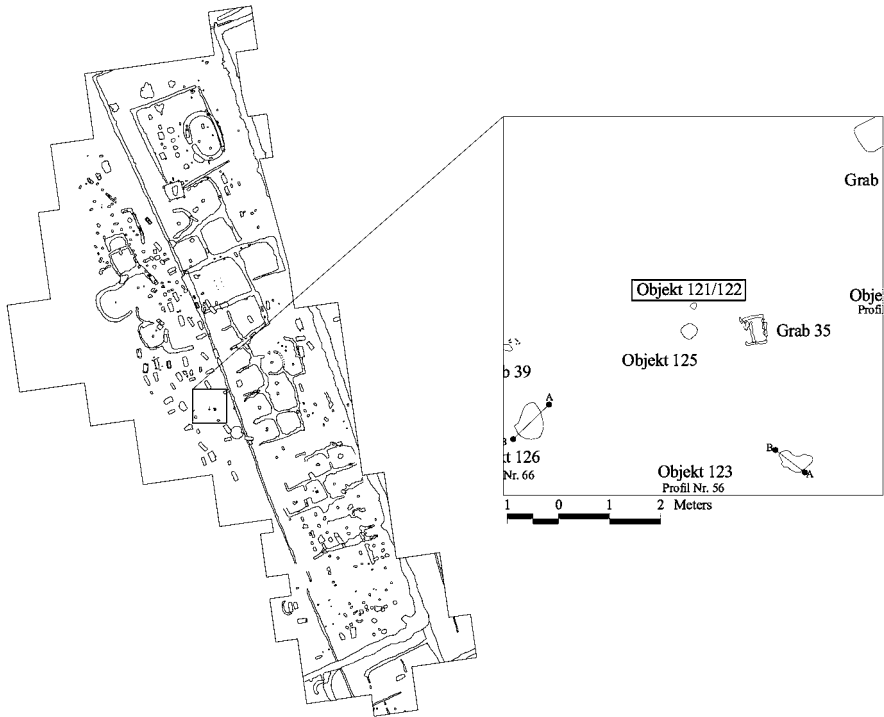 Grab
Objekt 121/122
Obje
Profil
Grab 35
Objekt 125
b 39
A
B
kt 126
Nr. 66
B
A
Objekt 123
Profil Nr. 56
1 0 1 2 Meters